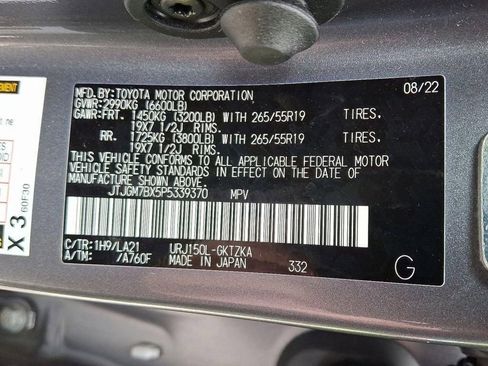 MFD.BY:TOYOTA MOTOR CORPORATION 08/22
GVWR:2990KG (6600LB)
GAWR:FRT. 1450KG (3200LB) WITH 265/55R19 TIRES.
19X7 1/2J RIMS.
RR. 1725KG (3800LB) WITH 265/55R19 TIRES.
19X7 1/2J RIMS.
THIS VEHICLE CONFORMS TO ALL APPLICABLE FEDERAL MOTOR
VEHICLE SAFETY STANDARDS IN EFFECT ON THE DATE OF
MANUFACTURE SHOWN ABOVE.
JTJGM7BX5P5339370 MPV
C/TR:1H9/LA21 URJ150L-GKTZKA
A/TM: /A760F MADE IN JAPAN 332 G
X 3
60F30